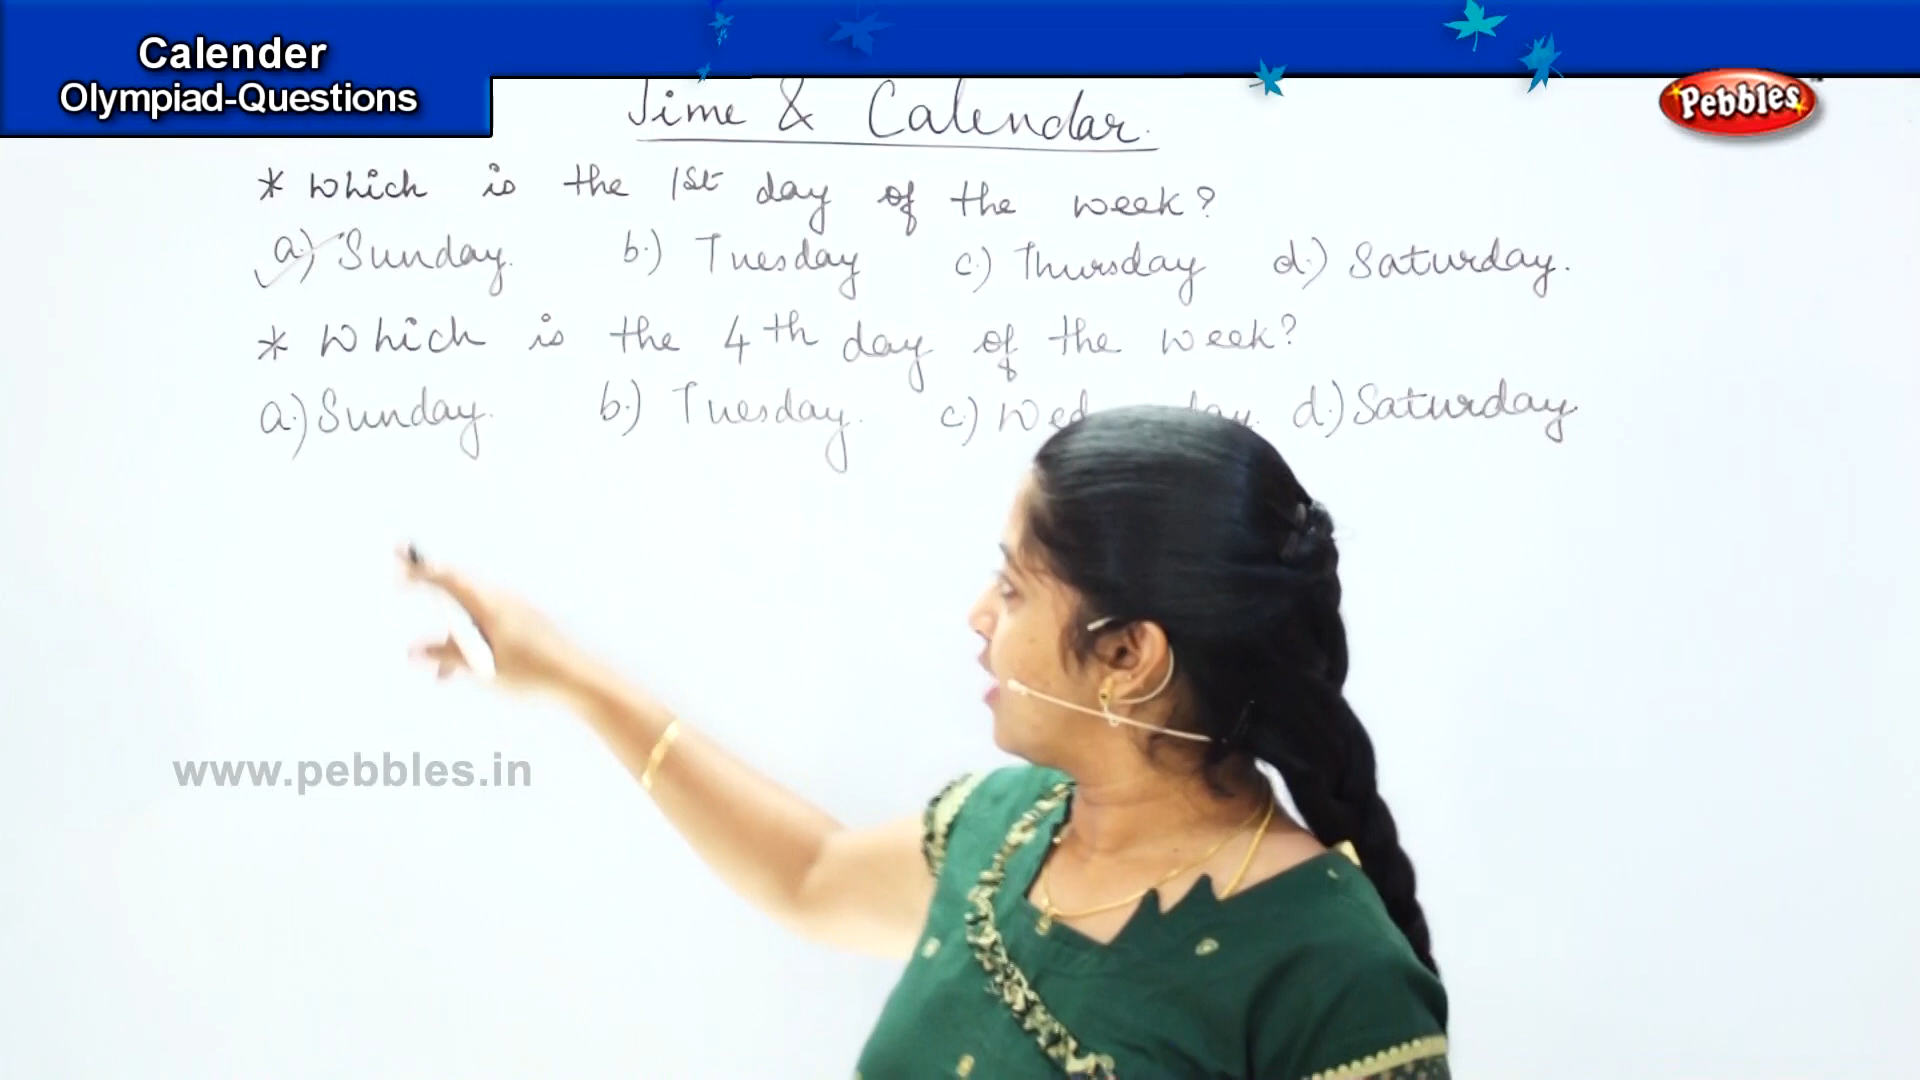 Calender
Olympiad-Questions
Pebbles
Time & Calendar.
* Which is the 1st day of the week?
a.) Sunday. b.) Tuesday c.) Thursday d.) Saturday.
* Which is the 4th day of the week?
a.) Sunday. b.) Tuesday. c.) d.) Saturday.
www.pebbles.in